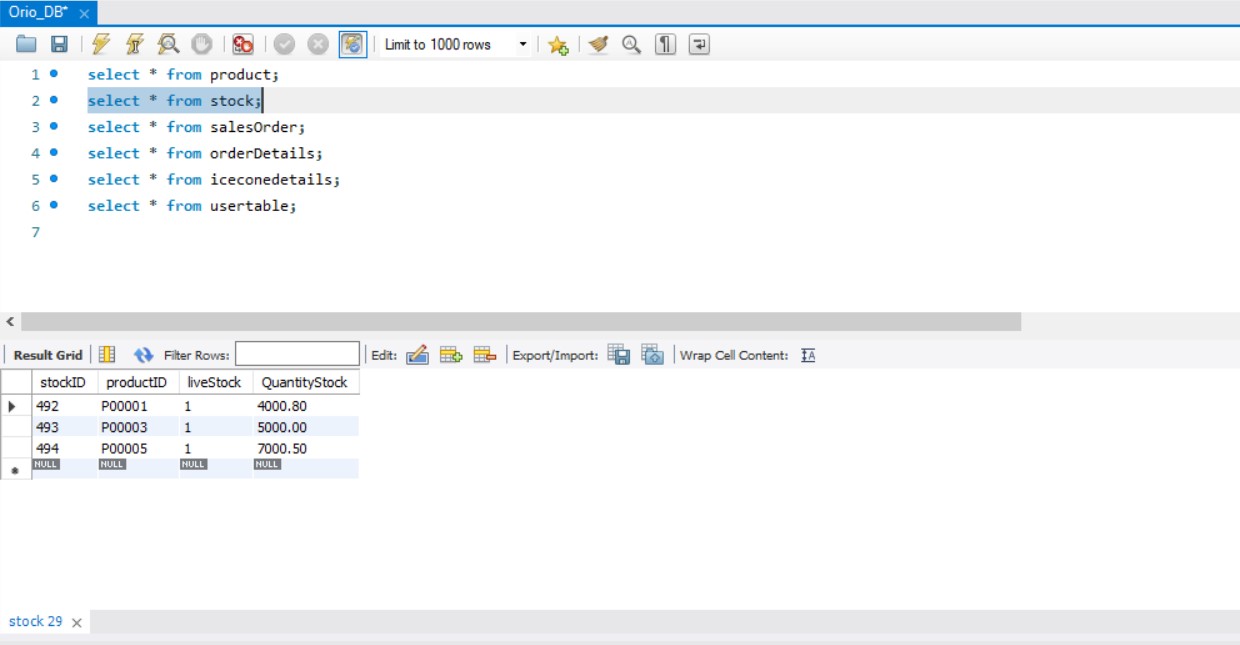 Orio_DB*
Limit to 1000 rows
1 select * from product;
2 select * from stock;
3 select * from salesOrder;
4 select * from orderDetails;
5 select * from iceconedetails;
6 select * from usertable;
7
Result Grid Filter Rows: Edit: Export/Import: Wrap Cell Content: IA
stockID productID liveStock QuantityStock
492 P00001 1 4000.80
493 P00003 1 5000.00
494 P00005 1 7000.50
NULL NULL NULL NULL
stock 29